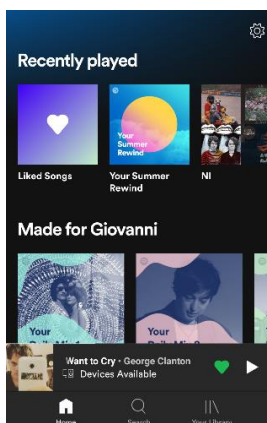 Recently played
Your
Summer
Rewind
Liked Songs
Your Summer
Rewind
NI
Made for Giovanni
Your
Your
Want to Cry • George Clanton
Devices Available
Home
Search
Your Library